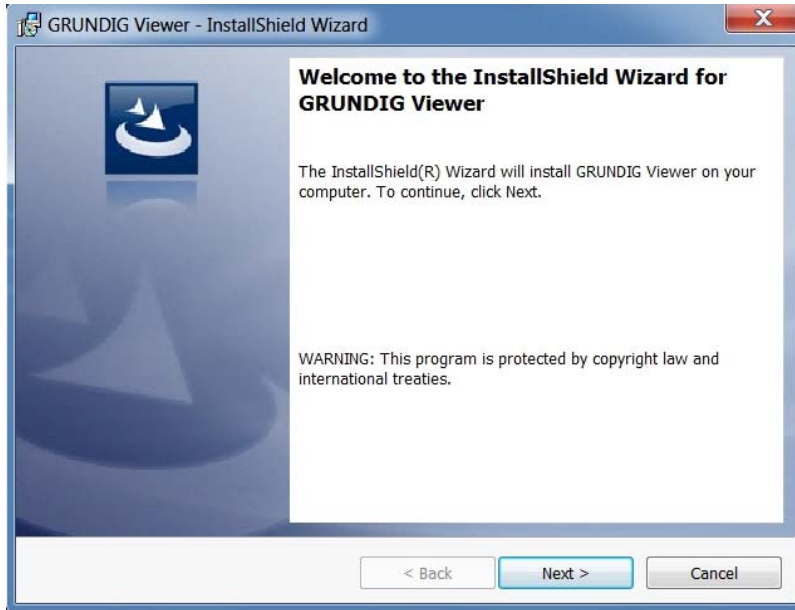 GRUNDIG Viewer - InstallShield Wizard
X
Welcome to the InstallShield Wizard for
GRUNDIG Viewer
The InstallShield(R) Wizard will install GRUNDIG Viewer on your
computer. To continue, click Next.
WARNING: This program is protected by copyright law and
international treaties.
< Back
Next >
Cancel